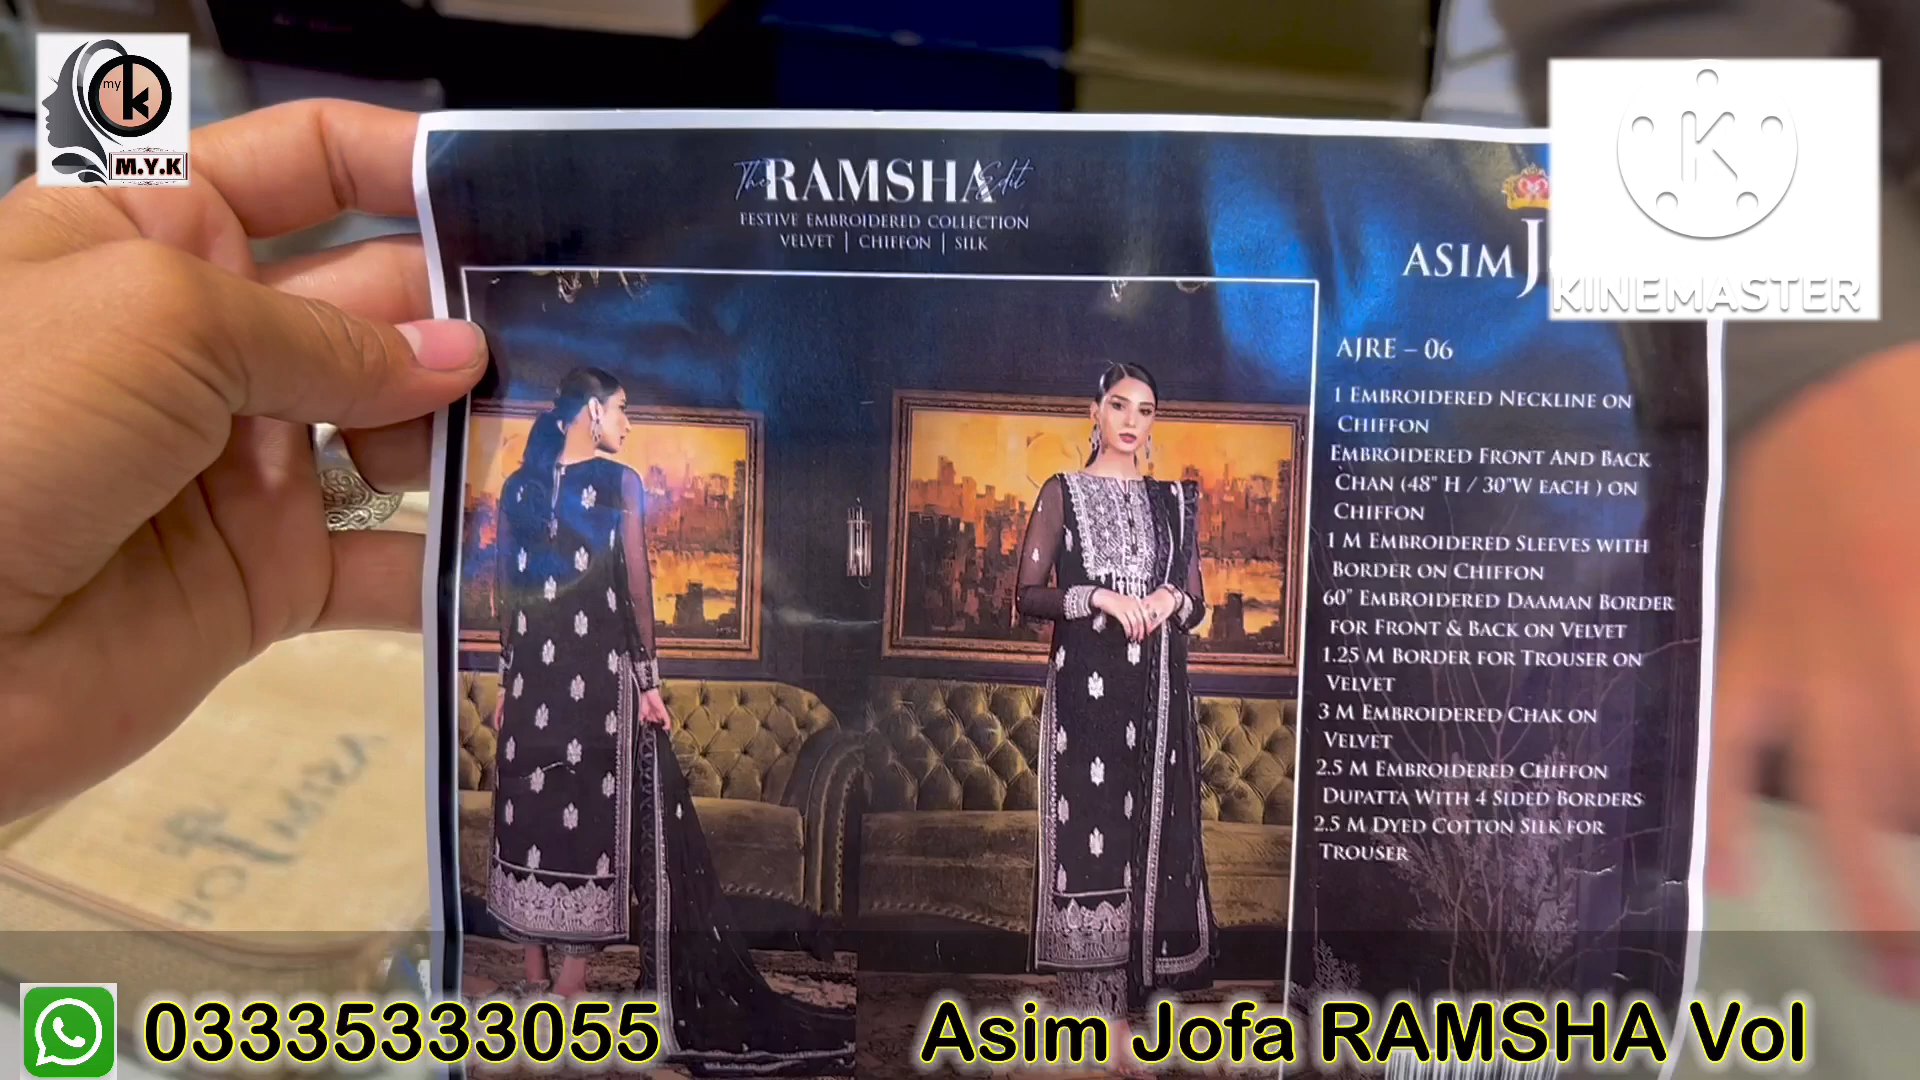 my
k
M.Y.K
The RAMSHA Edit
FESTIVE EMBROIDERED COLLECTION
VELVET | CHIFFON | SILK
ASIM J
K
KINEMASTER
AJRE – 06
1 EMBROIDERED NECKLINE ON
CHIFFON
EMBROIDERED FRONT AND BACK
CHAN (48" H / 30"W EACH ) ON
CHIFFON
1 M EMBROIDERED SLEEVES WITH
BORDER ON CHIFFON
60" EMBROIDERED DAAMAN BORDER
FOR FRONT & BACK ON VELVET
1.25 M BORDER FOR TROUSER ON
VELVET
3 M EMBROIDERED CHAK ON
VELVET
2.5 M EMBROIDERED CHIFFON
DUPATTA WITH 4 SIDED BORDERS
2.5 M DYED COTTON SILK FOR
TROUSER
03335333055
Asim Jofa RAMSHA Vol